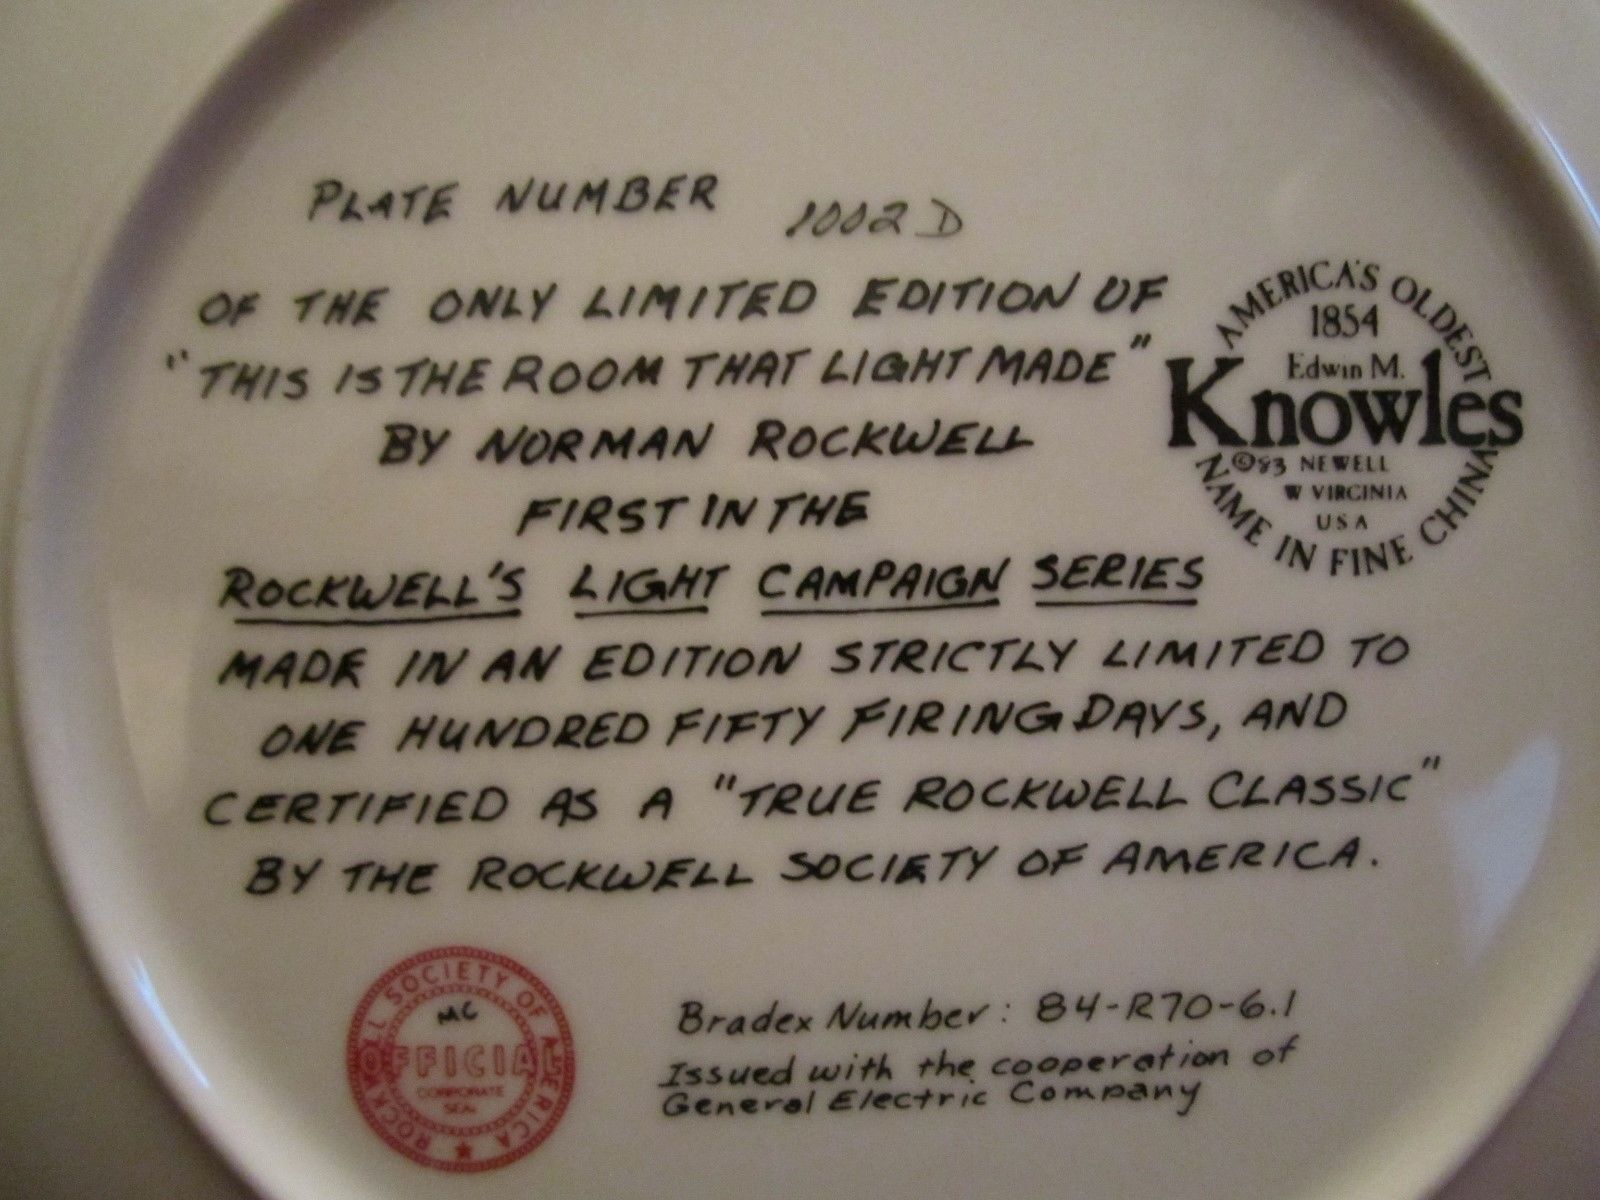 PLATE NUMBER 1002 D
OF THE ONLY LIMITED EDITION OF
"THIS IS THE ROOM THAT LIGHT MADE"
BY NORMAN ROCKWELL
FIRST IN THE
ROCKWELL'S LIGHT CAMPAIGN SERIES
MADE IN AN EDITION STRICTLY LIMITED TO
ONE HUNDRED FIFTY FIRING DAYS, AND
CERTIFIED AS A "TRUE ROCKWELL CLASSIC"
BY THE ROCKWELL SOCIETY OF AMERICA.
AMERICA'S OLDEST
1854
Edwin M.
Knowles
©83 NEWELL
W VIRGINIA
USA
NAME IN FINE CHINA
ROCKWELL SOCIETY OF AMERICA
MC
OFFICIAL
CORPORATE
SEAL
Bradex Number: 84-R70-6.1
Issued with the cooperation of
General Electric Company